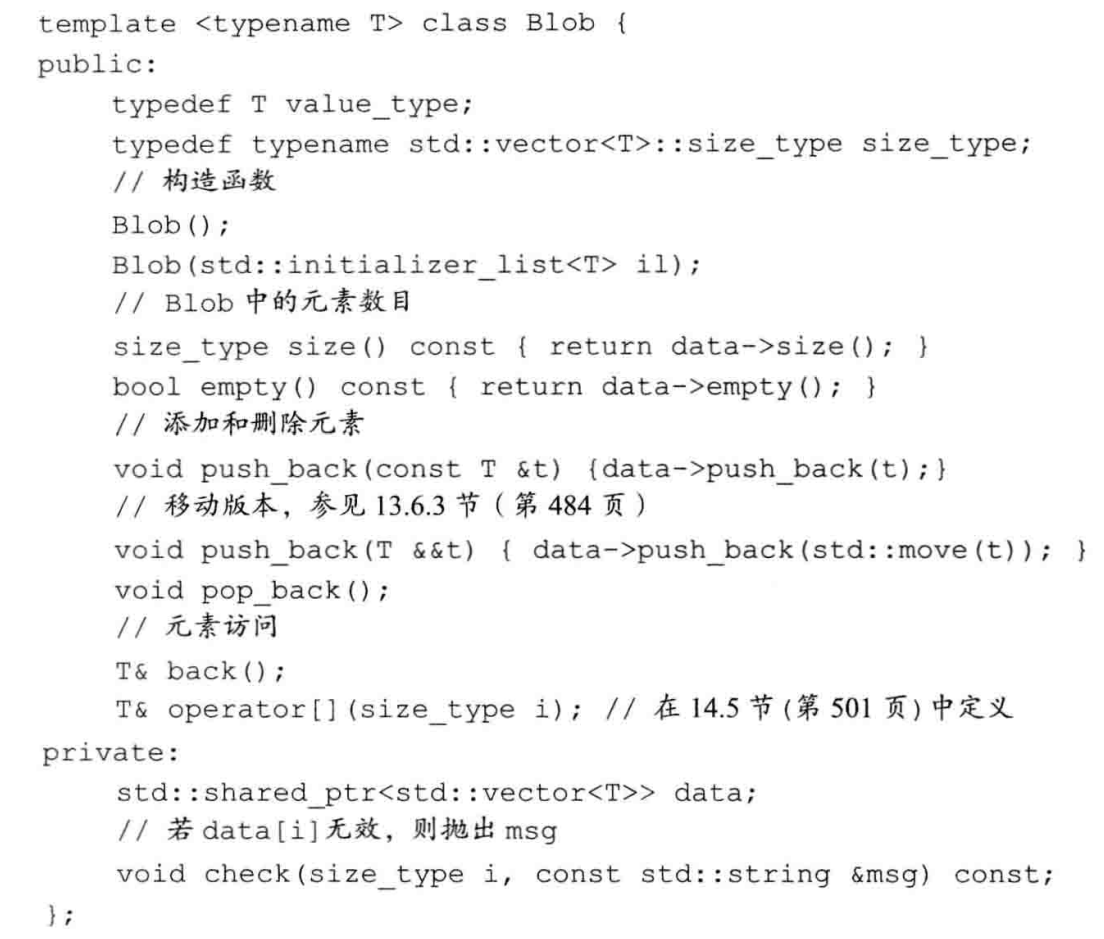 template <typename T> class Blob {
public:
typedef T value_type;
typedef typename std::vector<T>::size_type size_type;
// 构造函数
Blob();
Blob(std::initializer_list<T> il);
// Blob 中的元素数目
size_type size() const { return data->size(); }
bool empty() const { return data->empty(); }
// 添加和删除元素
void push_back(const T &t) {data->push_back(t);}
// 移动版本，参见 13.6.3 节（第 484 页）
void push_back(T &&t) { data->push_back(std::move(t)); }
void pop_back();
// 元素访问
T& back();
T& operator[](size_type i); // 在 14.5 节(第 501 页)中定义
private:
std::shared_ptr<std::vector<T>> data;
// 若 data[i]无效，则抛出 msg
void check(size_type i, const std::string &msg) const;
};